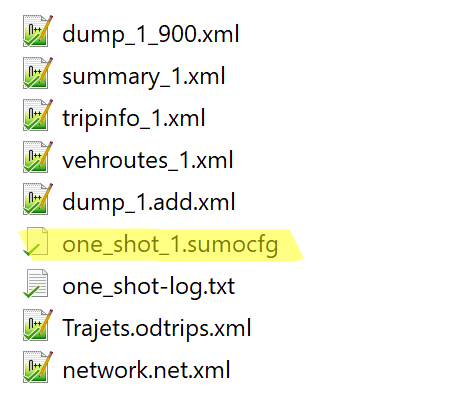 dump_1_900.xml
summary_1.xml
tripinfo_1.xml
vehroutes_1.xml
dump_1.add.xml
one_shot_1.sumocfg
one_shot-log.txt
Trajets.odtrips.xml
network.net.xml